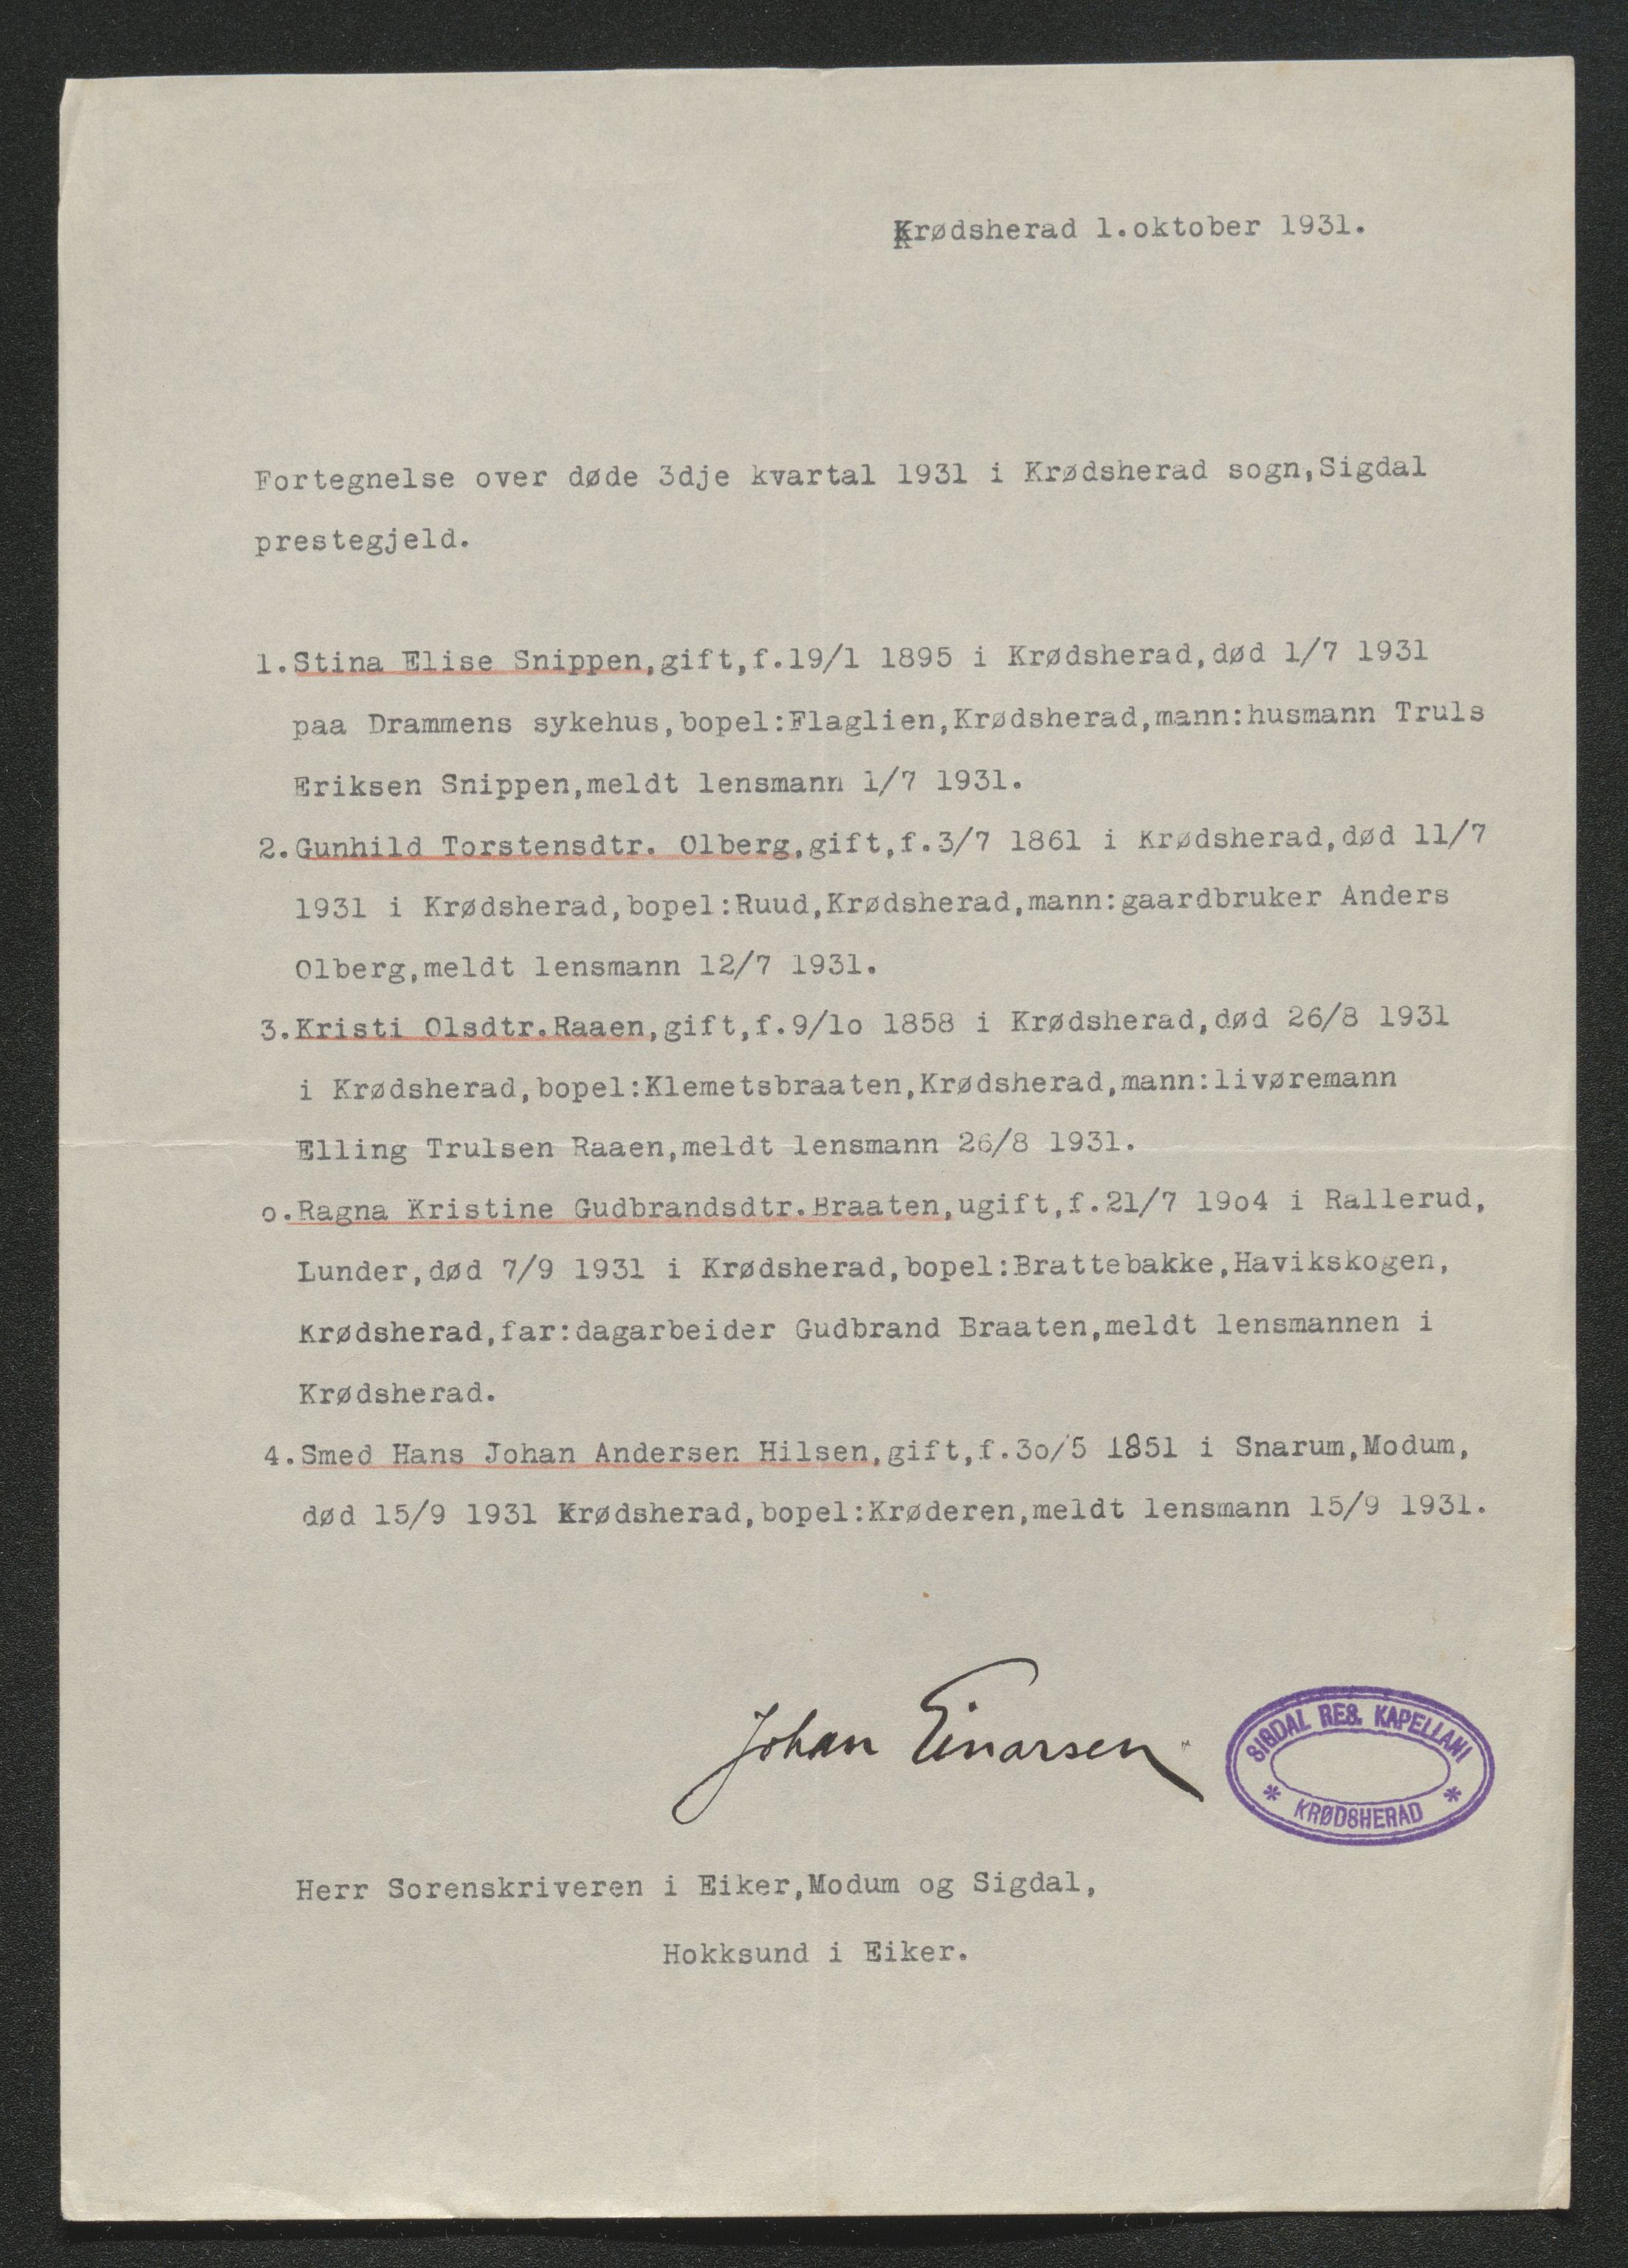 Krødsherad 1.oktober 1931.
Fortegnelse over døde 3dje kvartal 1931 i Krødsherad sogn,Sigdal
prestegjeld.
1.Stina Elise Snippen,gift,f.19/1 1895 i Krødsherad,død 1/7 1931
paa Drammens sykehus,bopel:Flaglien,Krødsherad,mann:husmann Truls
Eriksen Snippen,meldt lensmann 1/7 1931.
2.Gunhild Torstensdtr. Olberg,gift,f.3/7 1861 i Krødsherad,død 11/7
1931 i Krødsherad,bopel:Ruud,Krødsherad,mann:gaardbruker Anders
Olberg,meldt lensmann 12/7 1931.
3.Kristi Olsdtr.Raaen,gift,f.9/1o 1858 i Krødsherad,død 26/8 1931
i Krødsherad,bopel:Klemetsbraaten,Krødsherad,mann:livøremann
Elling Trulsen Raaen,meldt lensmann 26/8 1931.
o.Ragna Kristine Gudbrandsdtr.Braaten,ugift,f.21/7 19o4 i Rallerud,
Lunder,død 7/9 1931 i Krødsherad,bopel:Brattebakke,Havikskogen,
Krødsherad,far:dagarbeider Gudbrand Braaten,meldt lensmannen i
Krødsherad.
4.Smed Hans Johan Andersen Hilsen,gift,f.3o/5 1851 i Snarum,Modum,
død 15/9 1931 Krødsherad,bopel:Krøderen,meldt lensmann 15/9 1931.
Johan Einarsen
SIGDAL RES. KAPELLANI
* KRØDSHERAD *
Herr Sorenskriveren i Eiker,Modum og Sigdal,
Hokksund i Eiker.